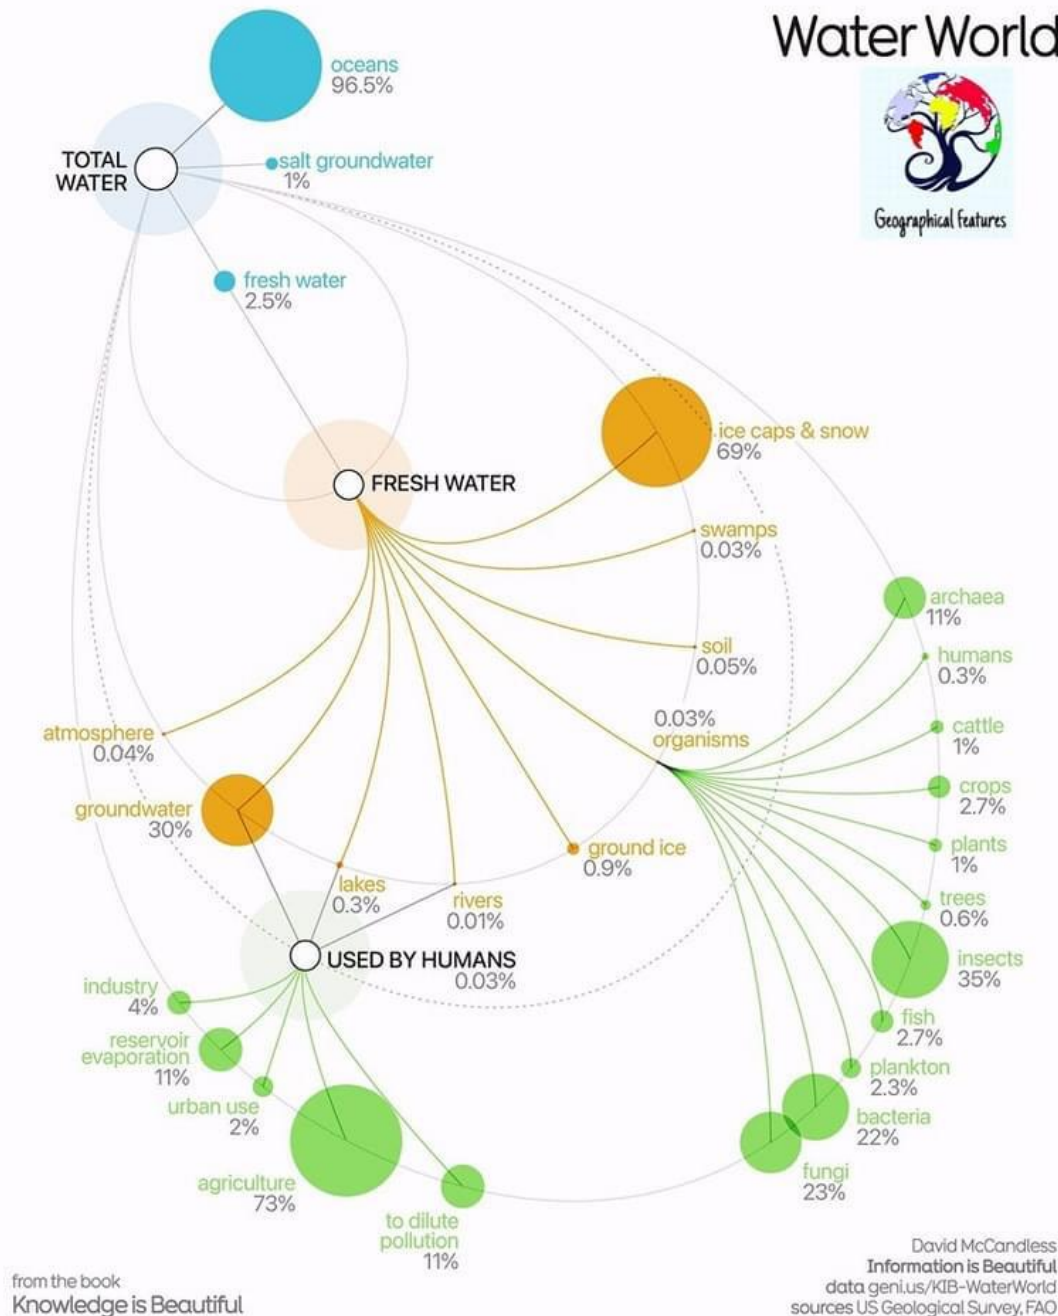 Water World
Geographical features
oceans
96.5%
TOTAL
WATER
salt groundwater
1%
fresh water
2.5%
ice caps & snow
69%
FRESH WATER
swamps
0.03%
archaea
11%
soil
0.05%
humans
0.3%
0.03%
organisms
cattle
1%
atmosphere
0.04%
crops
2.7%
groundwater
30%
plants
1%
ground ice
0.9%
lakes
0.3%
rivers
0.01%
trees
0.6%
USED BY HUMANS
0.03%
insects
35%
industry
4%
fish
2.7%
reservoir
evaporation
11%
plankton
2.3%
urban use
2%
bacteria
22%
agriculture
73%
fungi
23%
to dilute
pollution
11%
from the book
Knowledge is Beautiful
David McCandless
Information is Beautiful
data geni.us/KIB-WaterWorld
sources US Geological Survey, FAO